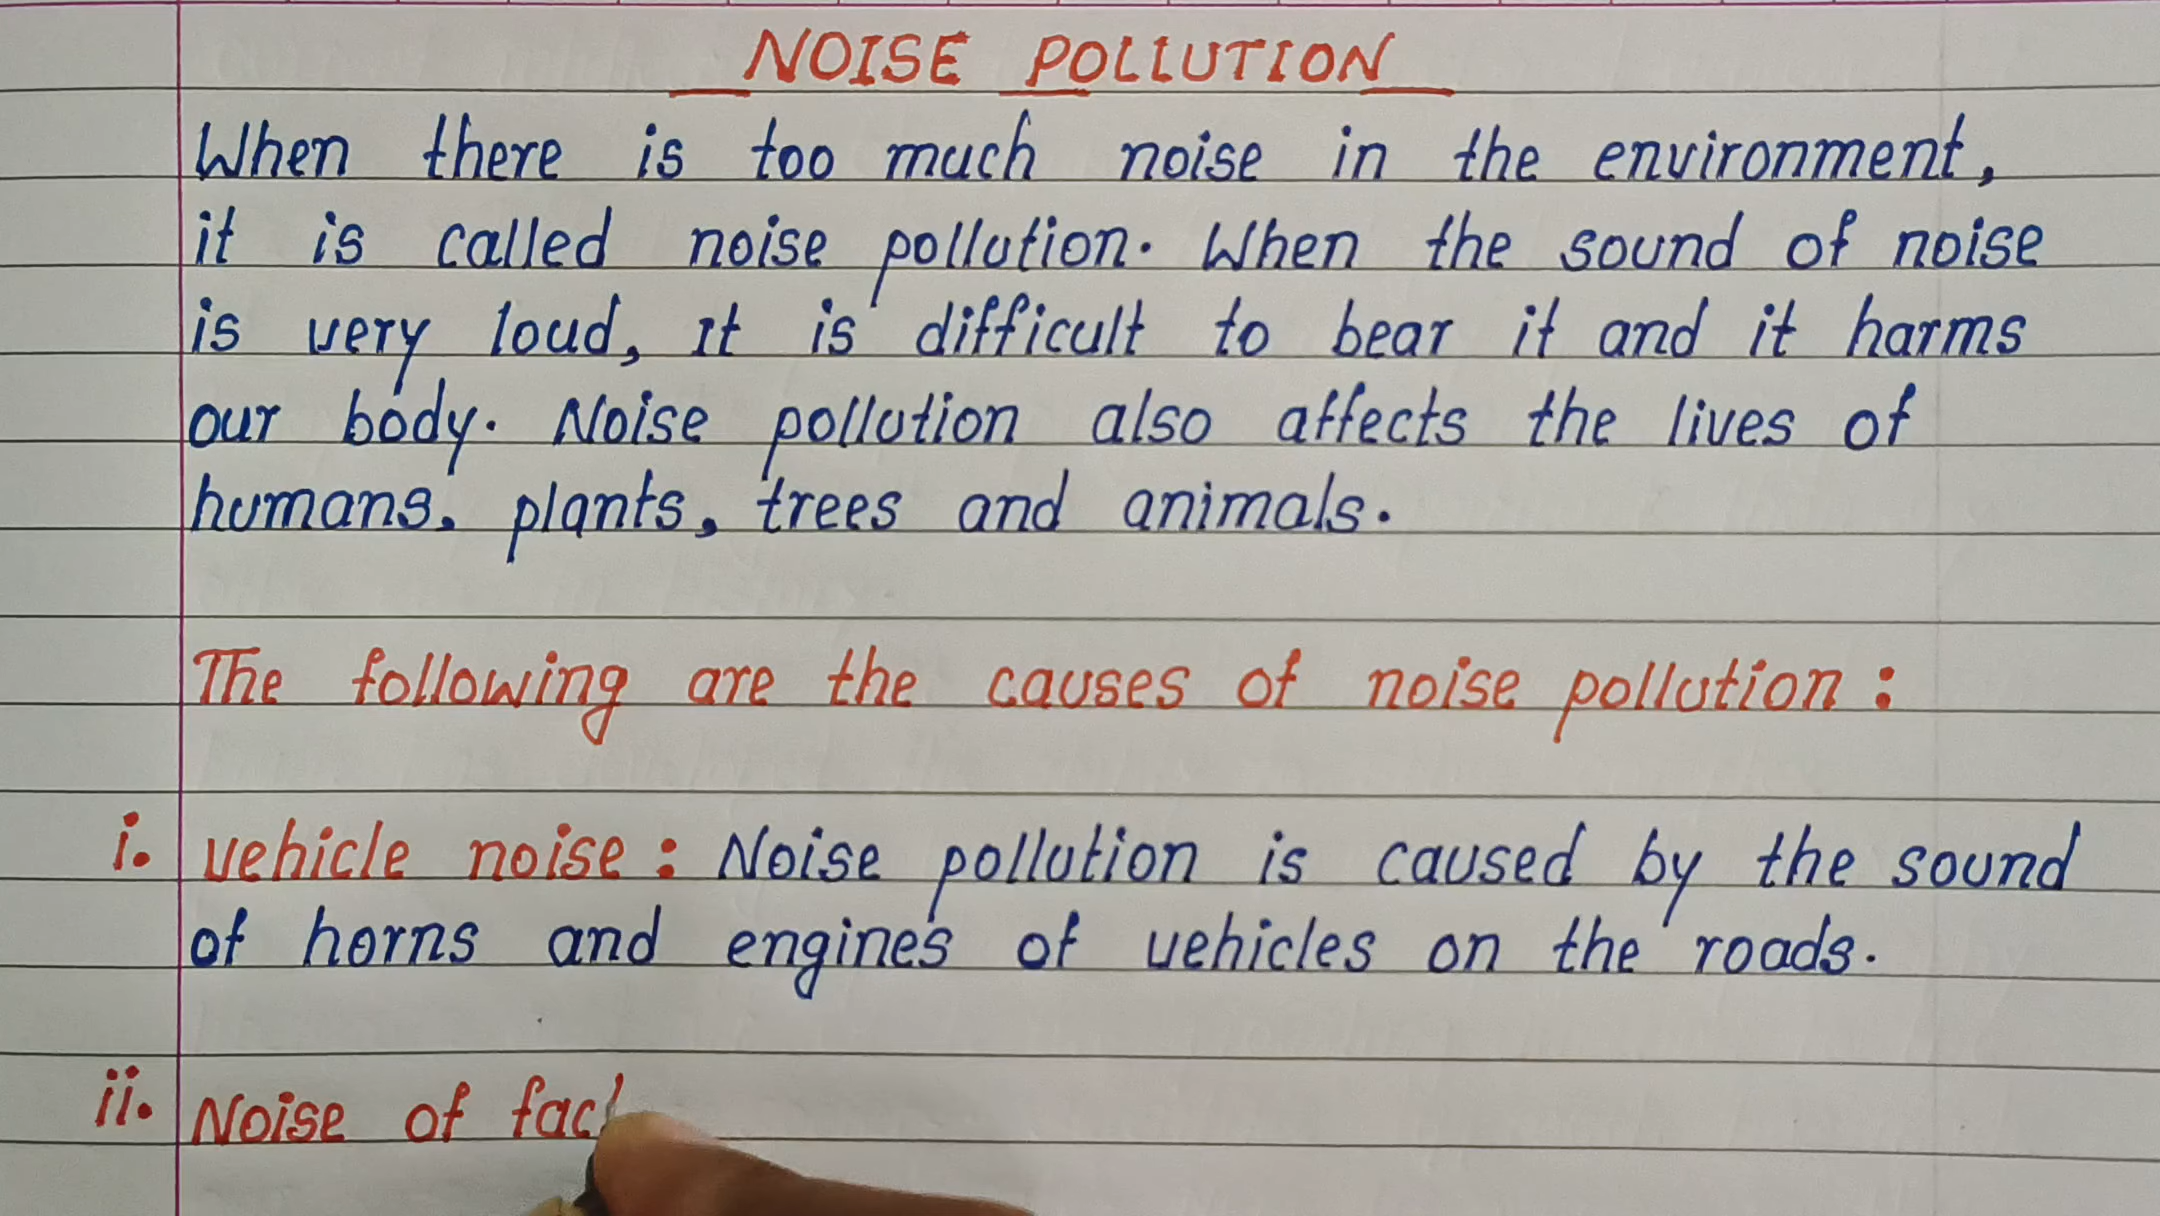 NOISE POLLUTION
When there is too much noise in the environment,
it is called noise pollution. When the sound of noise
is very loud, It is difficult to bear it and it harms
our body. Noise pollution also affects the lives of
humans, plants, trees and animals.
The following are the causes of noise pollution :
i. vehicle noise : Noise pollution is caused by the sound
of horns and engines of vehicles on the roads.
ii. Noise of